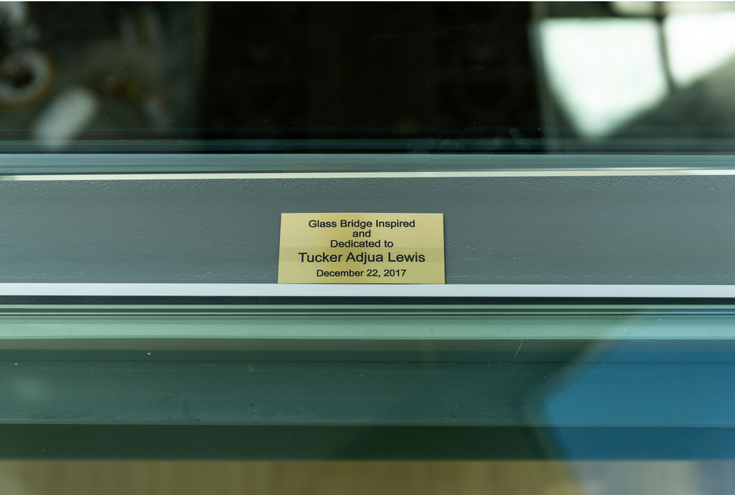 Glass Bridge Inspired
and
Dedicated to
Tucker Adjua Lewis
December 22, 2017